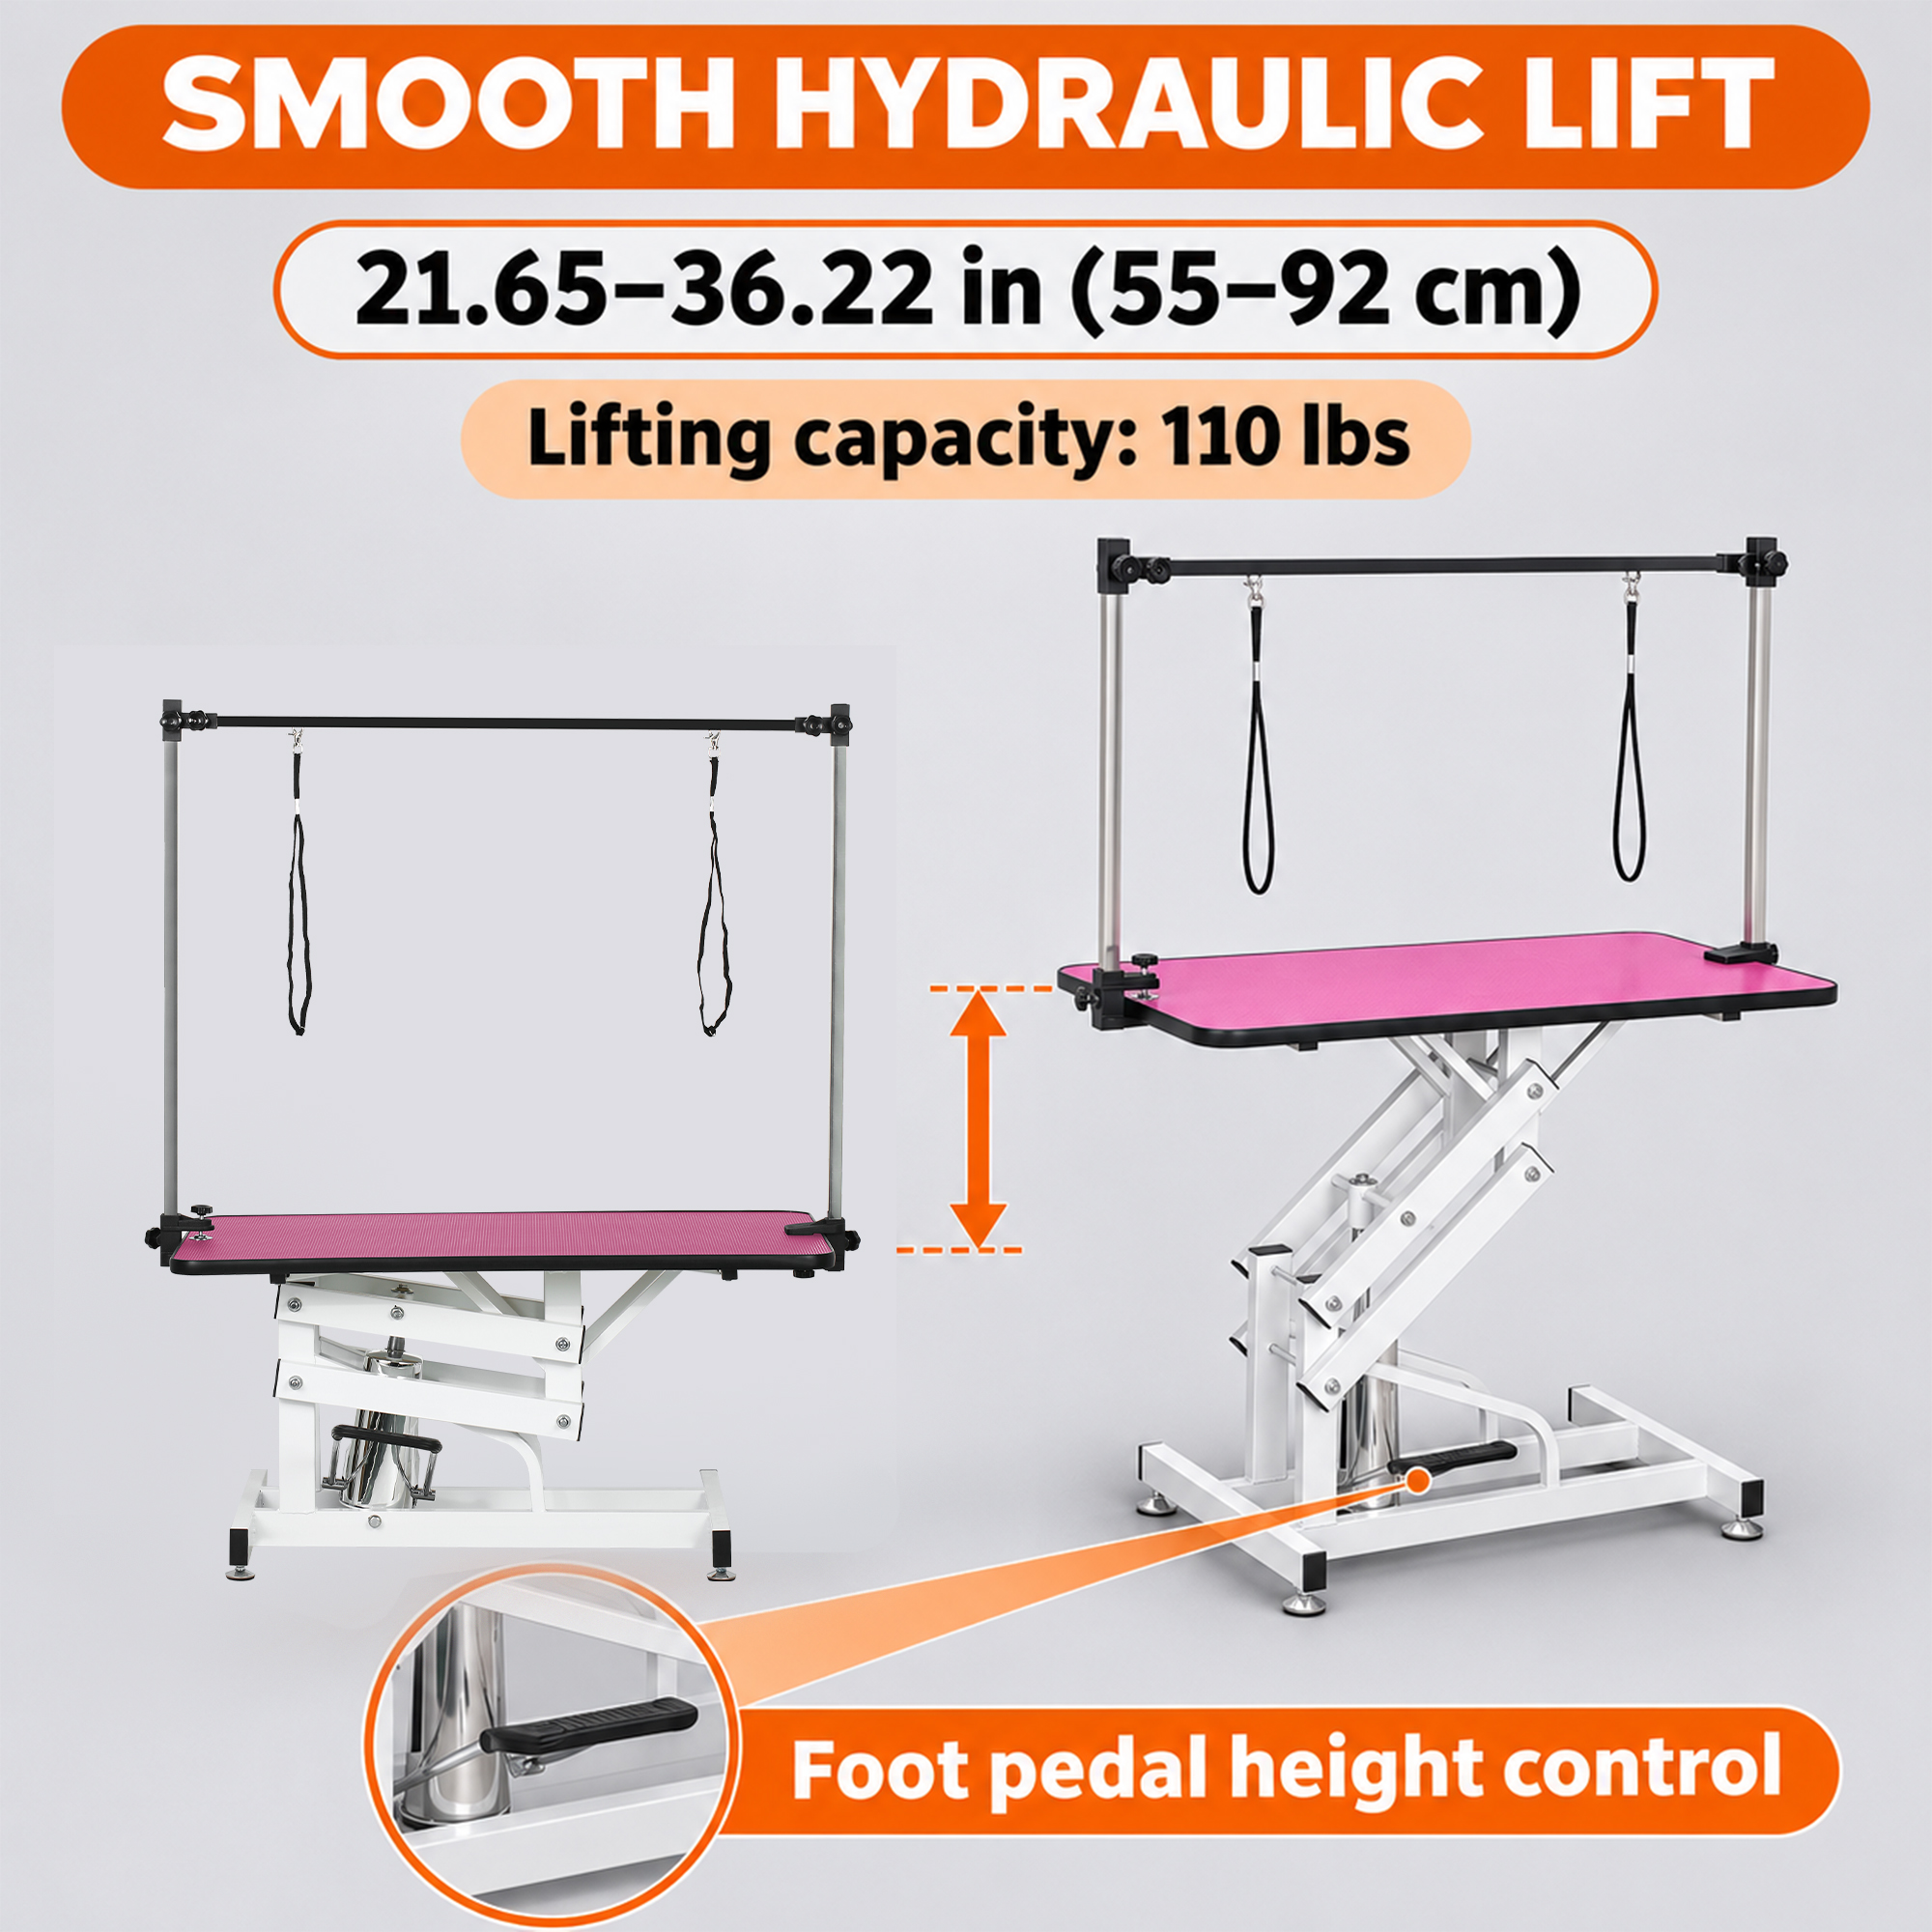 SMOOTH HYDRAULIC LIFT
21.65–36.22 in (55–92 cm)
Lifting capacity: 110 lbs
Foot pedal height control